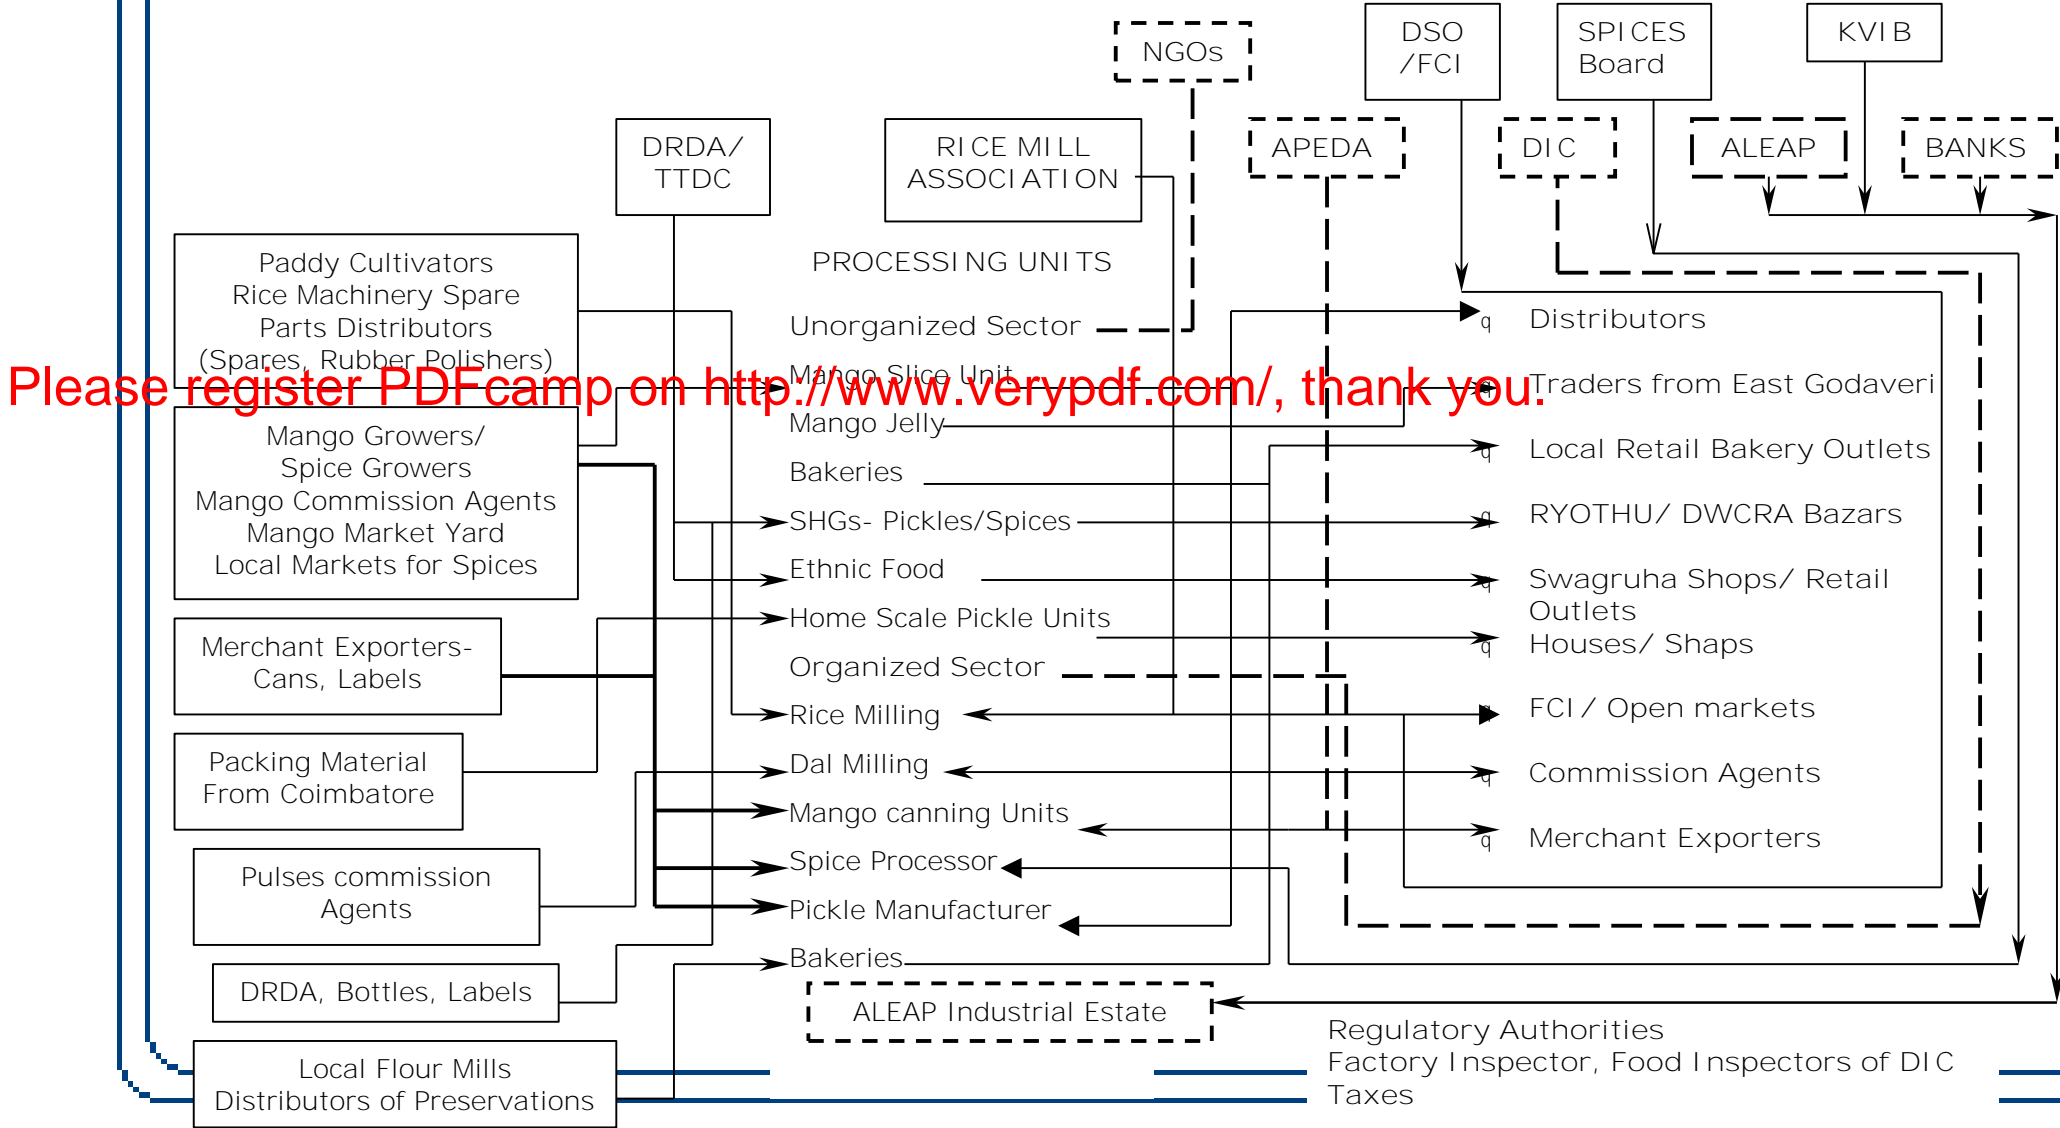 NGOs
DSO
/FCI
SPICES
Board
KVIB
DRDA/
TTDC
RICE MILL
ASSOCIATION
APEDA
DIC
ALEAP
BANKS
Paddy Cultivators
Rice Machinery Spare
Parts Distributors
(Spares, Rubber Polishers)
Mango Growers/
Spice Growers
Mango Commission Agents
Mango Market Yard
Local Markets for Spices
Merchant Exporters-
Cans, Labels
Packing Material
From Coimbatore
Pulses commission
Agents
DRDA, Bottles, Labels
Local Flour Mills
Distributors of Preservations
PROCESSING UNITS
Unorganized Sector
Mango Slice Unit
Mango Jelly
Bakeries
SHGs- Pickles/Spices
Ethnic Food
Home Scale Pickle Units
Organized Sector
Rice Milling
Dal Milling
Mango canning Units
Spice Processor
Pickle Manufacturer
Bakeries
ALEAP Industrial Estate
q Distributors
q Traders from East Godaveri
q Local Retail Bakery Outlets
q RYOTHU/ DWCRA Bazars
q Swagruha Shops/ Retail
Outlets
q Houses/ Shaps
q FCI/ Open markets
q Commission Agents
q Merchant Exporters
Regulatory Authorities
Factory Inspector, Food Inspectors of DIC
Taxes
Please register PDFcamp on http://www.verypdf.com/, thank you.